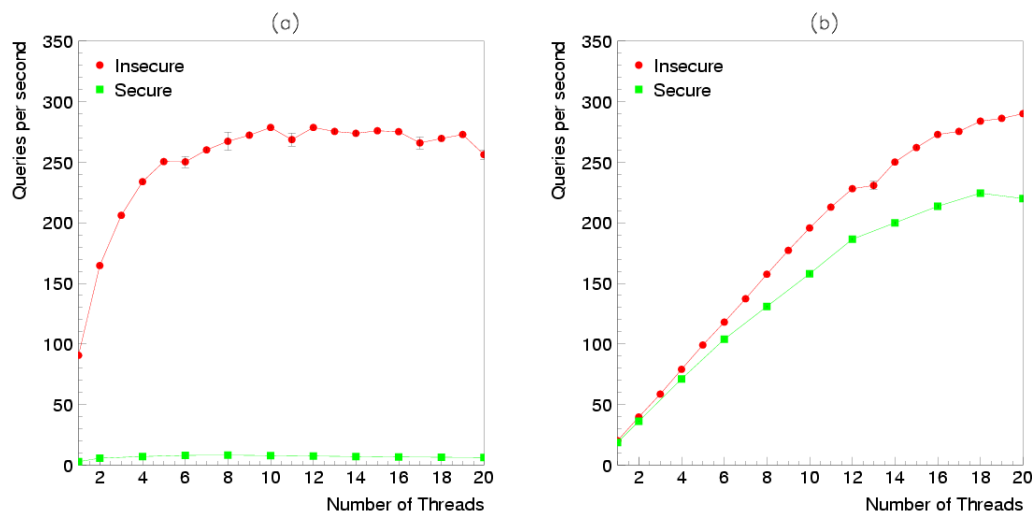 (a)
Queries per second
350
300
250
200
150
100
50
0
Insecure
Secure
2 4 6 8 10 12 14 16 18 20
Number of Threads
(b)
Queries per second
350
300
250
200
150
100
50
0
Insecure
Secure
2 4 6 8 10 12 14 16 18 20
Number of Threads